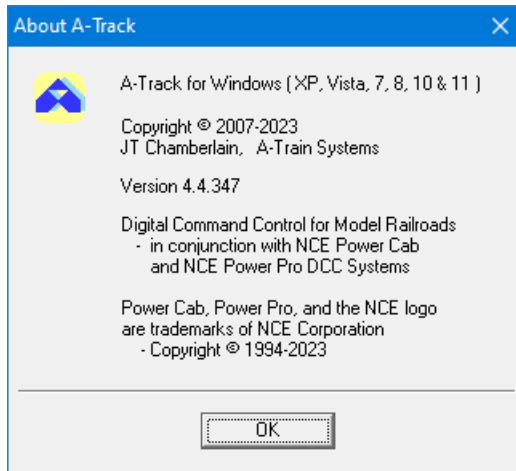 About A-Track
A-Track for Windows ( XP, Vista, 7, 8, 10 & 11 )
Copyright © 2007-2023
JT Chamberlain, A-Train Systems
Version 4.4.347
Digital Command Control for Model Railroads
- in conjunction with NCE Power Cab
and NCE Power Pro DCC Systems
Power Cab, Power Pro, and the NCE logo
are trademarks of NCE Corporation
- Copyright © 1994-2023
OK